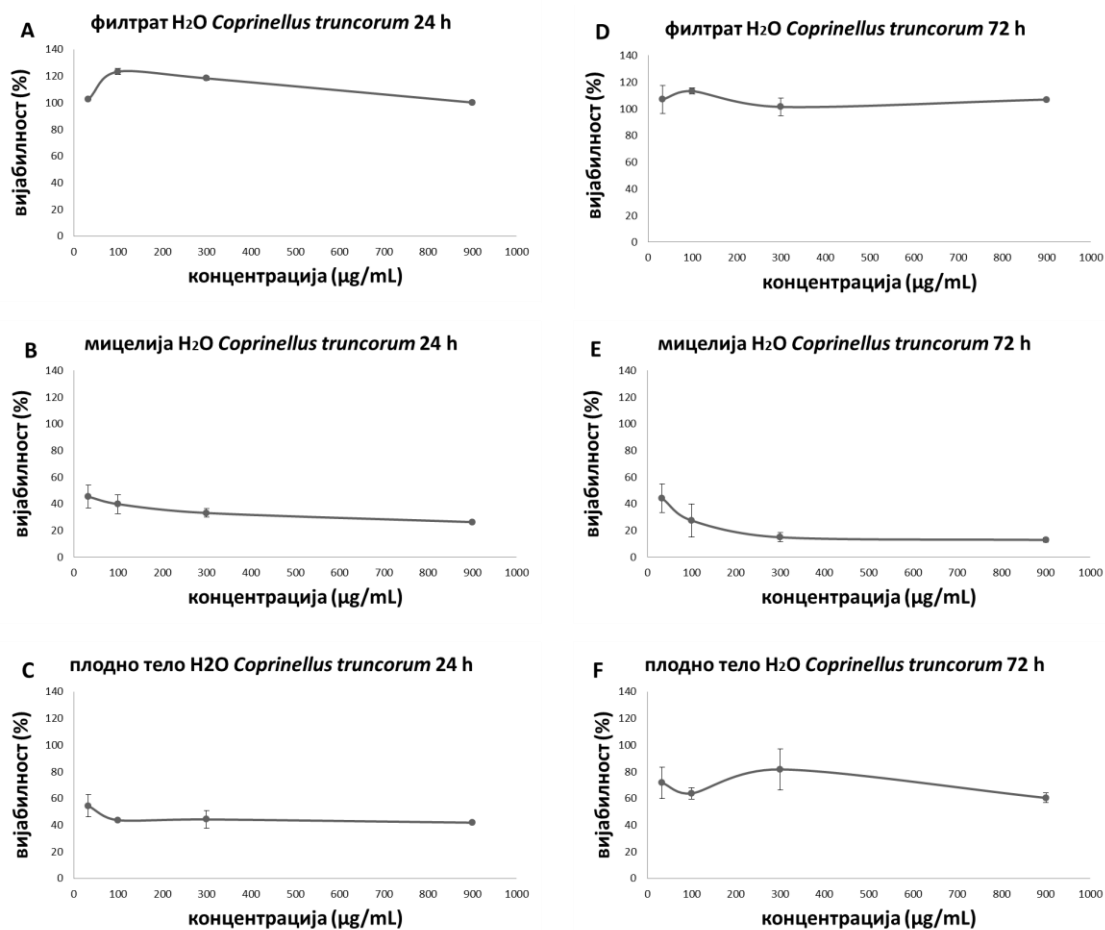 A
филтрат H₂O Coprinellus truncorum 24 h
вијабилност (%)
140
120
100
80
60
40
20
0
0 100 200 300 400 500 600 700 800 900 1000
концентрација (µg/mL)
D
филтрат H₂O Coprinellus truncorum 72 h
вијабилност (%)
140
120
100
80
60
40
20
0
0 100 200 300 400 500 600 700 800 900 1000
концентрација (µg/mL)
B
мицелија H₂O Coprinellus truncorum 24 h
вијабилност (%)
140
120
100
80
60
40
20
0
0 100 200 300 400 500 600 700 800 900 1000
концентрација (µg/mL)
E
мицелија H₂O Coprinellus truncorum 72 h
вијабилност (%)
140
120
100
80
60
40
20
0
0 100 200 300 400 500 600 700 800 900 1000
концентрација (µg/mL)
C
плодно тело H2O Coprinellus truncorum 24 h
вијабилност (%)
140
120
100
80
60
40
20
0
0 100 200 300 400 500 600 700 800 900 1000
концентрација (µg/mL)
F
плодно тело H₂O Coprinellus truncorum 72 h
вијабилност (%)
140
120
100
80
60
40
20
0
0 100 200 300 400 500 600 700 800 900 1000
концентрација (µg/mL)